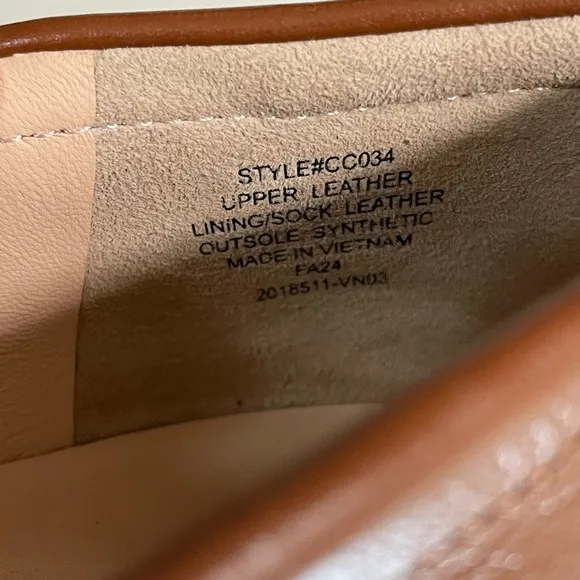 STYLE#CC034
UPPER LEATHER
LINING/SOCK LEATHER
OUTSOLE SYNTHETIC
MADE IN VIETNAM
FA24
2018511-VN03